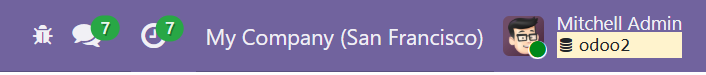 7
7
My Company (San Francisco)
Mitchell Admin
odoo2